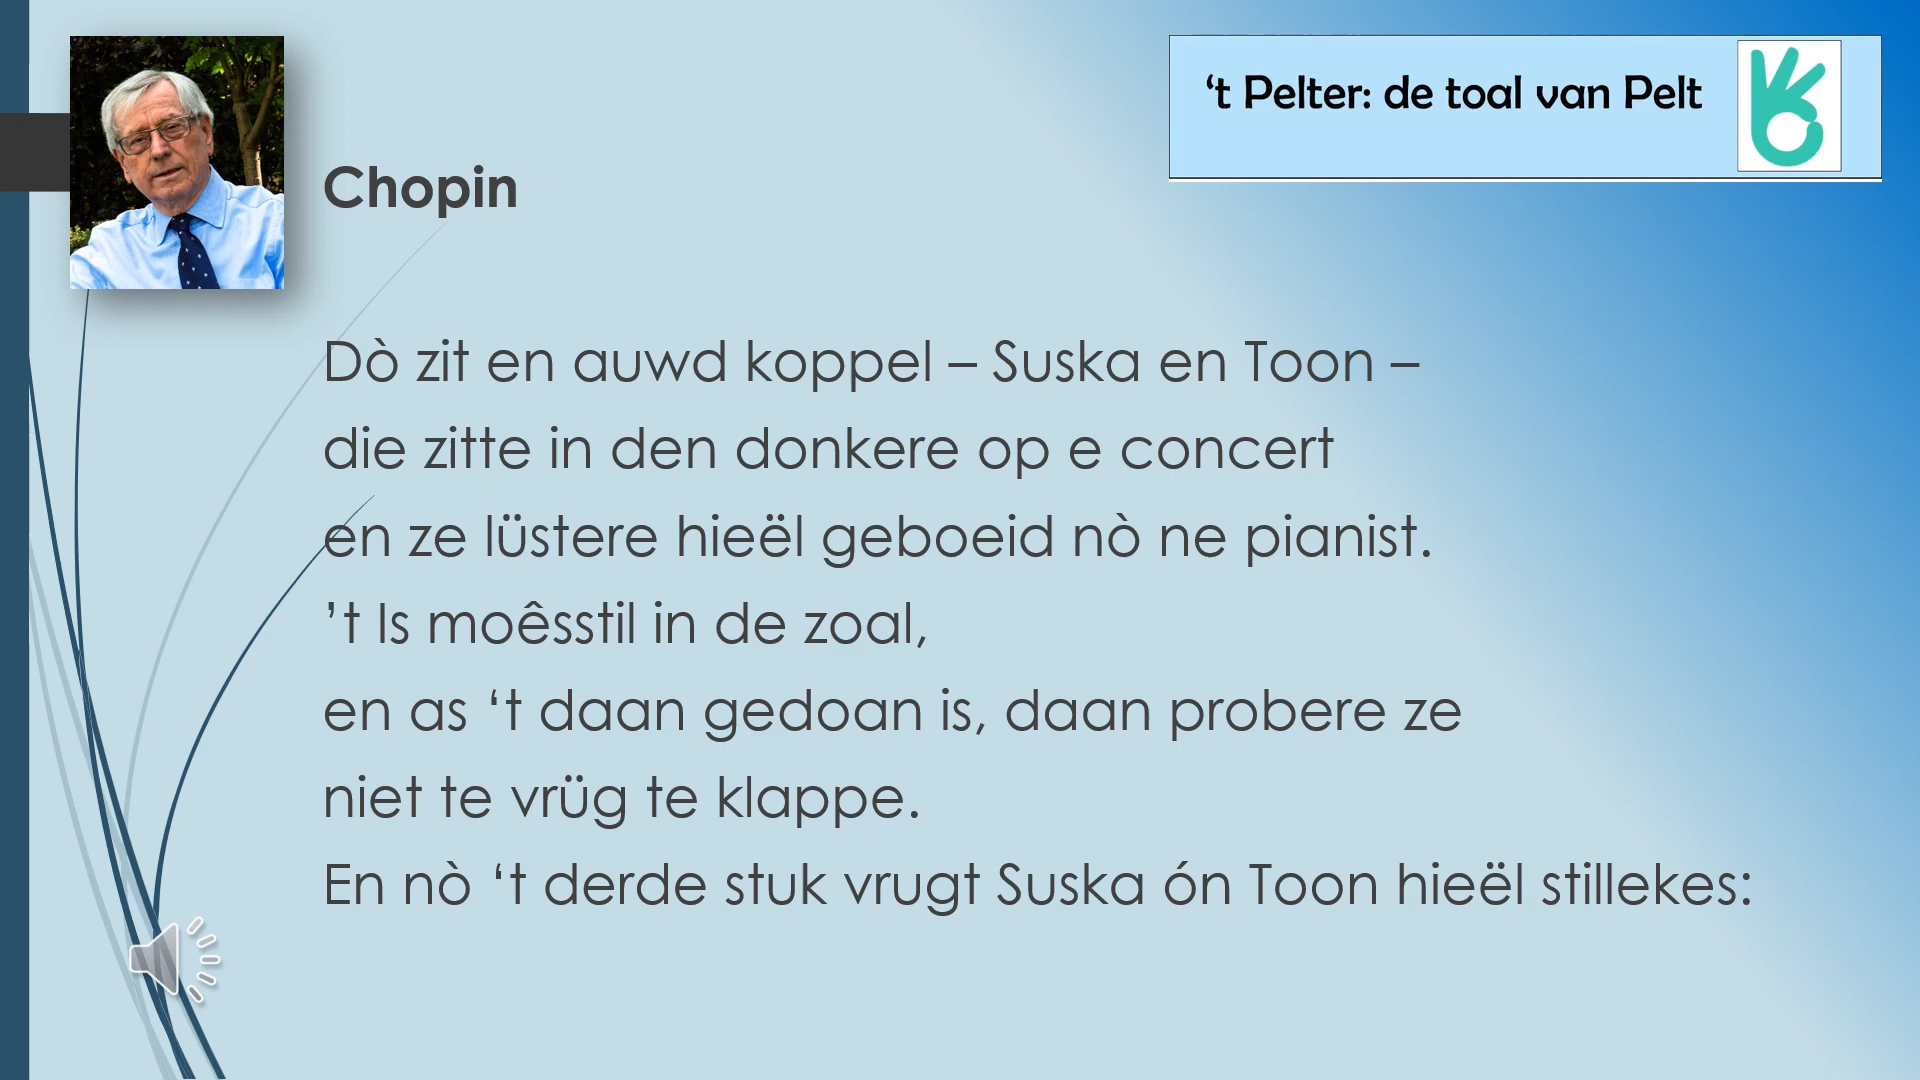 ‘t Pelter: de toal van Pelt
Chopin
Dò zit en auwd koppel – Suska en Toon –
die zitte in den donkere op e concert
en ze lüstere hieël geboeid nò ne pianist.
’t Is moêsstil in de zoal,
en as ‘t daan gedoan is, daan probere ze
niet te vrüg te klappe.
En nò ‘t derde stuk vrugt Suska ón Toon hieël stillekes: